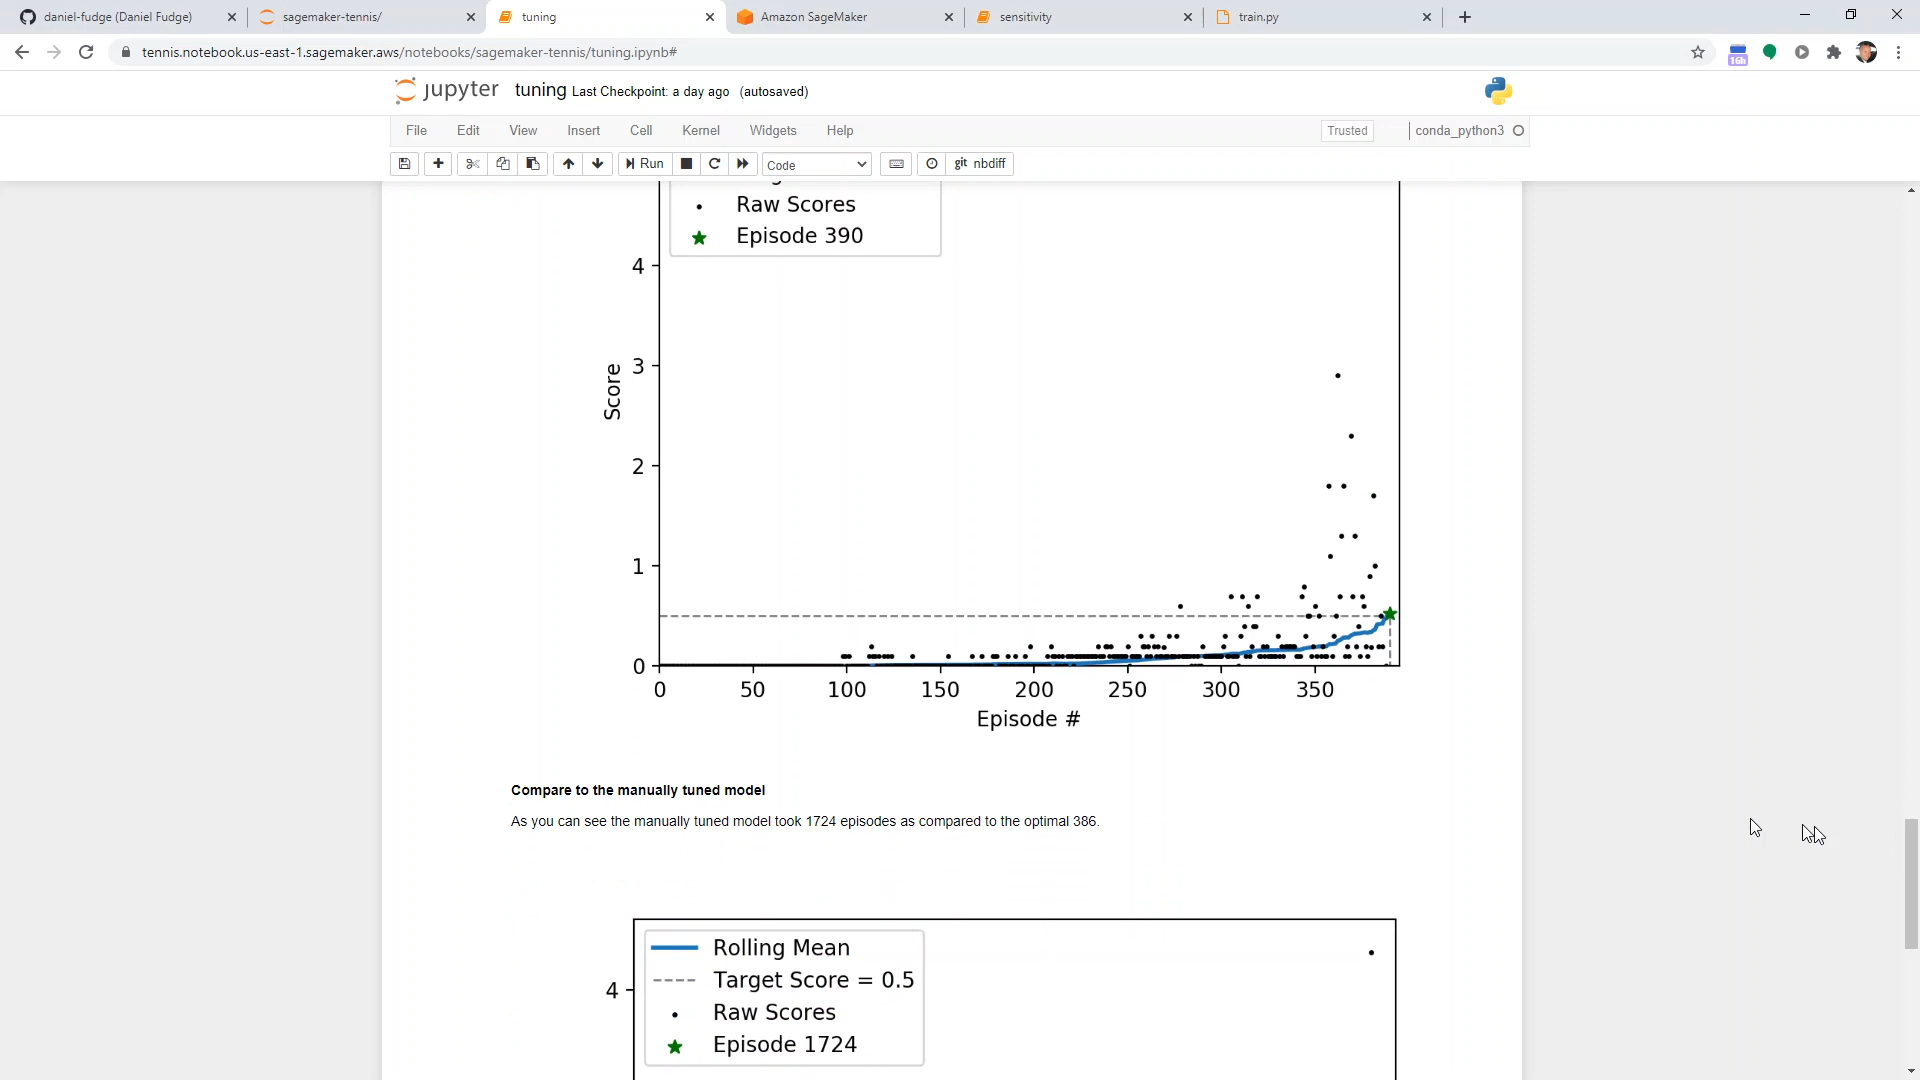 daniel-fudge (Daniel Fudge)
sagemaker-tennis/
tuning
Amazon SageMaker
sensitivity
train.py
tennis.notebook.us-east-1.sagemaker.aws/notebooks/sagemaker-tennis/tuning.ipynb#
16h
jupyter tuning Last Checkpoint: a day ago (autosaved)
File Edit View Insert Cell Kernel Widgets Help
Trusted conda_python3
Run Code git nbdiff
Raw Scores
Episode 390
4
3
2
1
0
Score
0 50 100 150 200 250 300 350
Episode #
Compare to the manually tuned model
As you can see the manually tuned model took 1724 episodes as compared to the optimal 386.
Rolling Mean
Target Score = 0.5
Raw Scores
Episode 1724
4